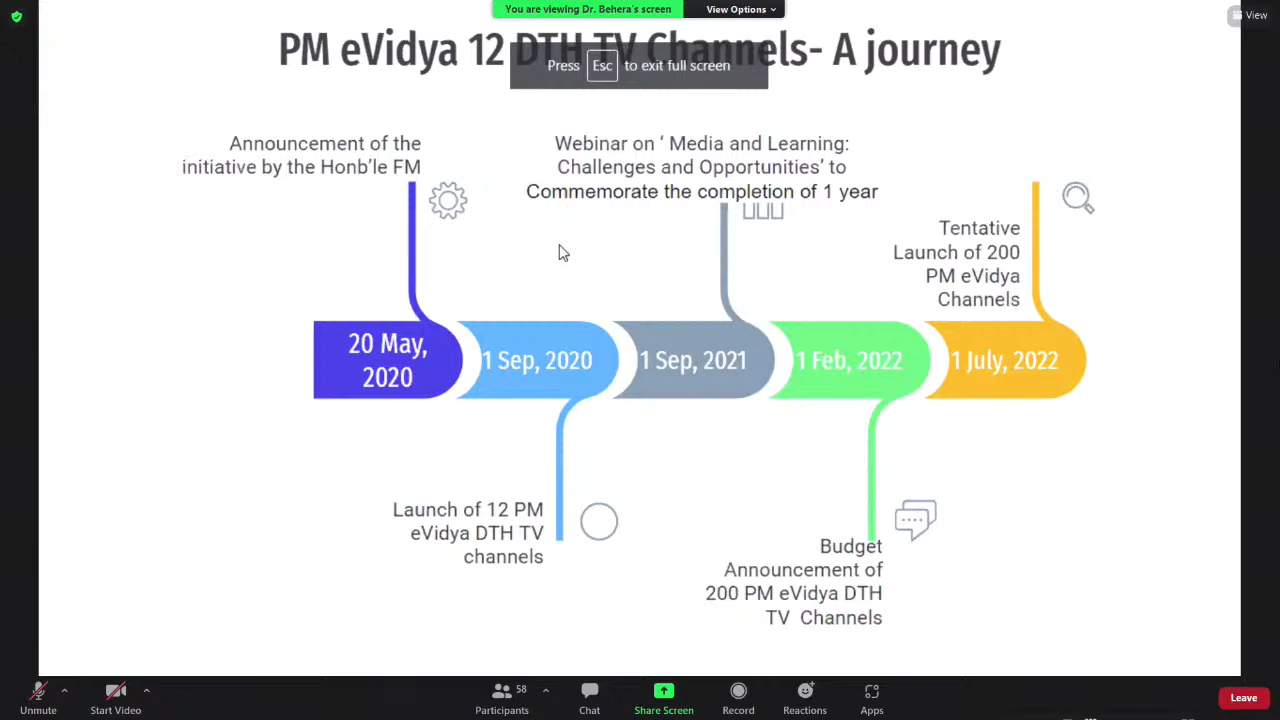 You are viewing Dr. Behera's screen
View Options
View
PM eVidya 12 DTH TV Channels- A journey
Press Esc to exit full screen
Announcement of the
initiative by the Honb'le FM
Webinar on ‘ Media and Learning:
Challenges and Opportunities’ to
Commemorate the completion of 1 year
Tentative
Launch of 200
PM eVidya
Channels
20 May,
2020
1 Sep, 2020
1 Sep, 2021
1 Feb, 2022
1 July, 2022
Launch of 12 PM
eVidya DTH TV
channels
Budget
Announcement of
200 PM eVidya DTH
TV Channels
Unmute
Start Video
58
Participants
Chat
Share Screen
Record
Reactions
Apps
Leave